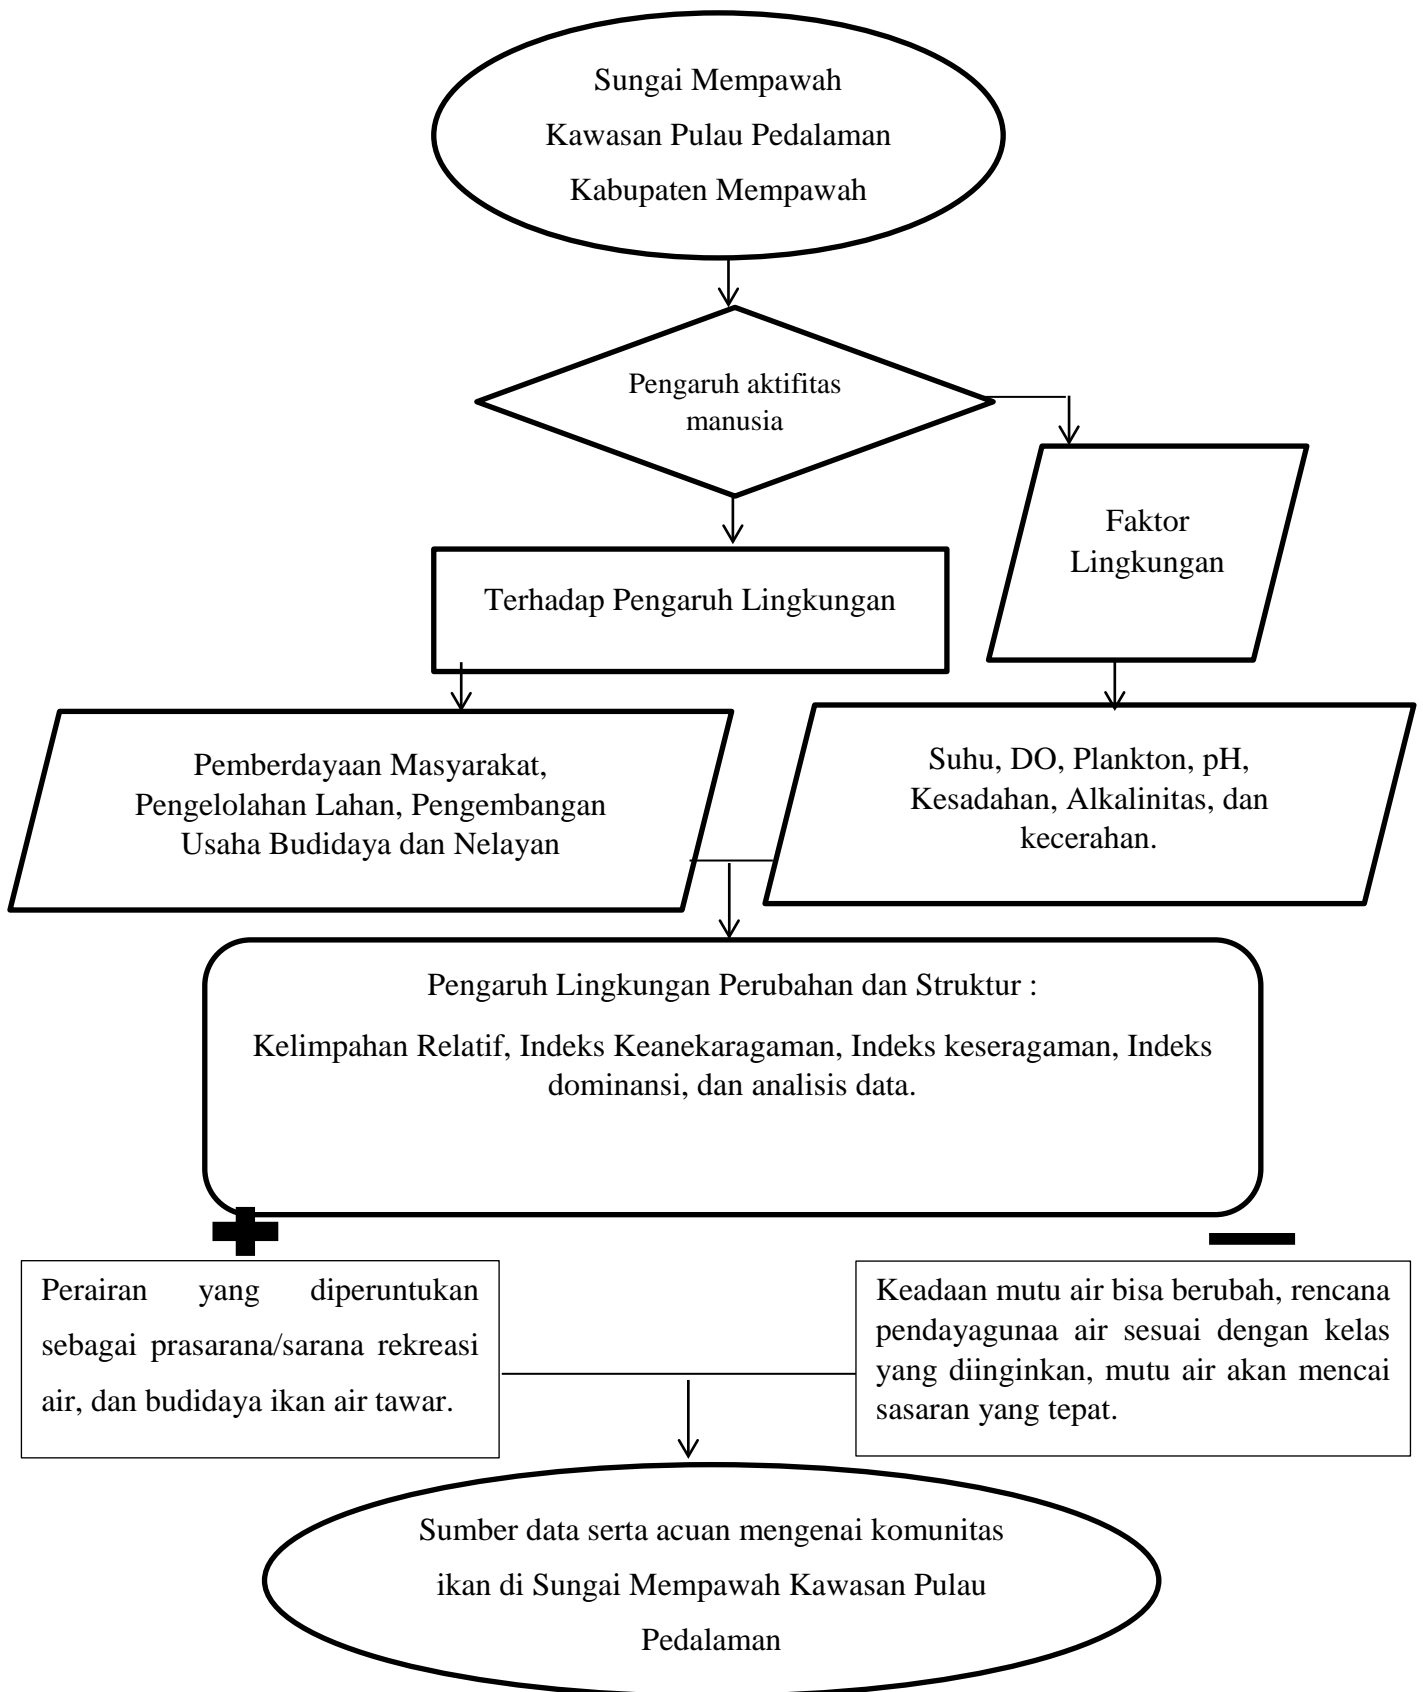 Sungai Mempawah
Kawasan Pulau Pedalaman
Kabupaten Mempawah
Pengaruh aktifitas
manusia
Faktor
Lingkungan
Terhadap Pengaruh Lingkungan
Pemberdayaan Masyarakat,
Pengelolahan Lahan, Pengembangan
Usaha Budidaya dan Nelayan
Suhu, DO, Plankton, pH,
Kesadahan, Alkalinitas, dan
kecerahan.
Pengaruh Lingkungan Perubahan dan Struktur :
Kelimpahan Relatif, Indeks Keanekaragaman, Indeks keseragaman, Indeks
dominansi, dan analisis data.
Perairan yang diperuntukan
sebagai prasarana/sarana rekreasi
air, dan budidaya ikan air tawar.
Keadaan mutu air bisa berubah, rencana
pendayagunaa air sesuai dengan kelas
yang diinginkan, mutu air akan mencai
sasaran yang tepat.
Sumber data serta acuan mengenai komunitas
ikan di Sungai Mempawah Kawasan Pulau
Pedalaman